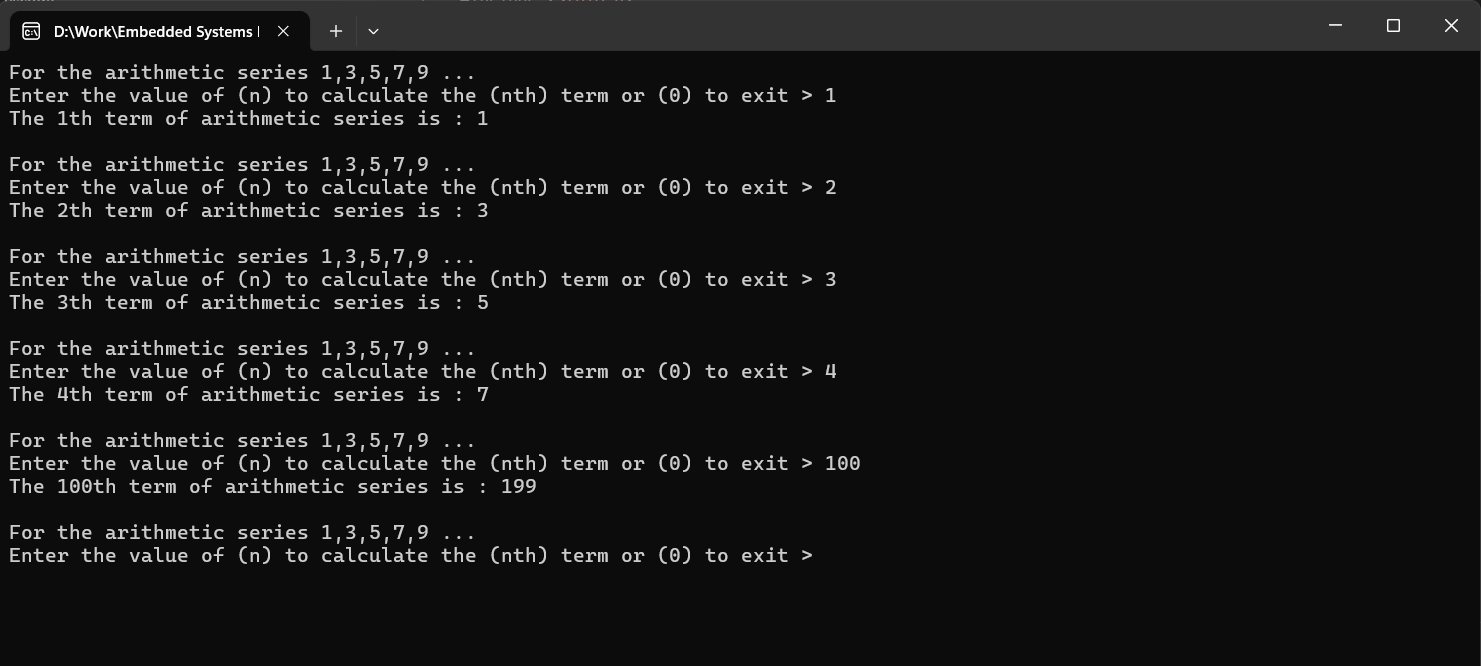 D:\Work\Embedded Systems
For the arithmetic series 1,3,5,7,9 ...
Enter the value of (n) to calculate the (nth) term or (0) to exit > 1
The 1th term of arithmetic series is : 1
For the arithmetic series 1,3,5,7,9 ...
Enter the value of (n) to calculate the (nth) term or (0) to exit > 2
The 2th term of arithmetic series is : 3
For the arithmetic series 1,3,5,7,9 ...
Enter the value of (n) to calculate the (nth) term or (0) to exit > 3
The 3th term of arithmetic series is : 5
For the arithmetic series 1,3,5,7,9 ...
Enter the value of (n) to calculate the (nth) term or (0) to exit > 4
The 4th term of arithmetic series is : 7
For the arithmetic series 1,3,5,7,9 ...
Enter the value of (n) to calculate the (nth) term or (0) to exit > 100
The 100th term of arithmetic series is : 199
For the arithmetic series 1,3,5,7,9 ...
Enter the value of (n) to calculate the (nth) term or (0) to exit >